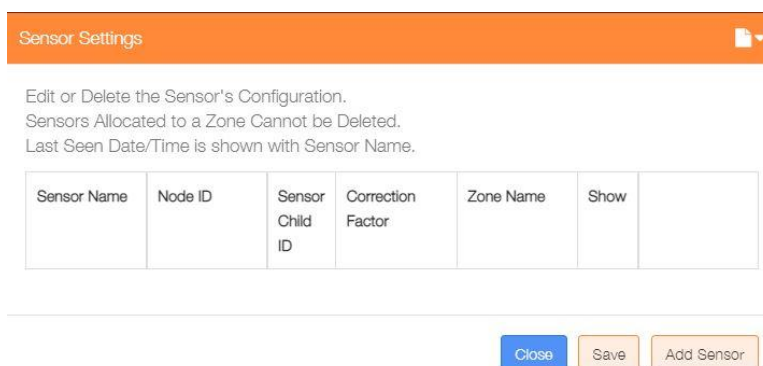 Sensor Settings
Edit or Delete the Sensor's Configuration.
Sensors Allocated to a Zone Cannot be Deleted.
Last Seen Date/Time is shown with Sensor Name.
Sensor Name Node ID Sensor Correction Zone Name Show
Child Factor
ID
Close Save Add Sensor